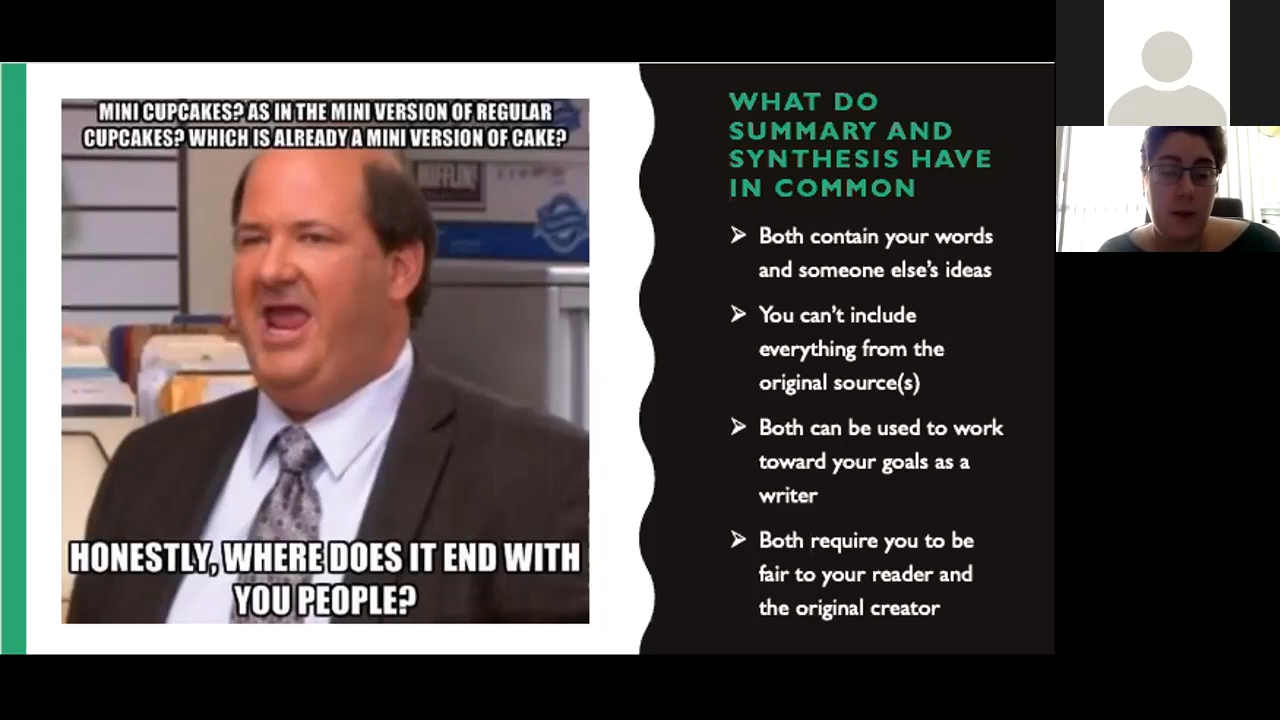 MINI CUPCAKES? AS IN THE MINI VERSION OF REGULAR
CUPCAKES? WHICH IS ALREADY A MINI VERSION OF CAKE?
MIFFLIN
HONESTLY, WHERE DOES IT END WITH
YOU PEOPLE?
WHAT DO
SUMMARY AND
SYNTHESIS HAVE
IN COMMON
Both contain your words
and someone else’s ideas
You can’t include
everything from the
original source(s)
Both can be used to work
toward your goals as a
writer
Both require you to be
fair to your reader and
the original creator